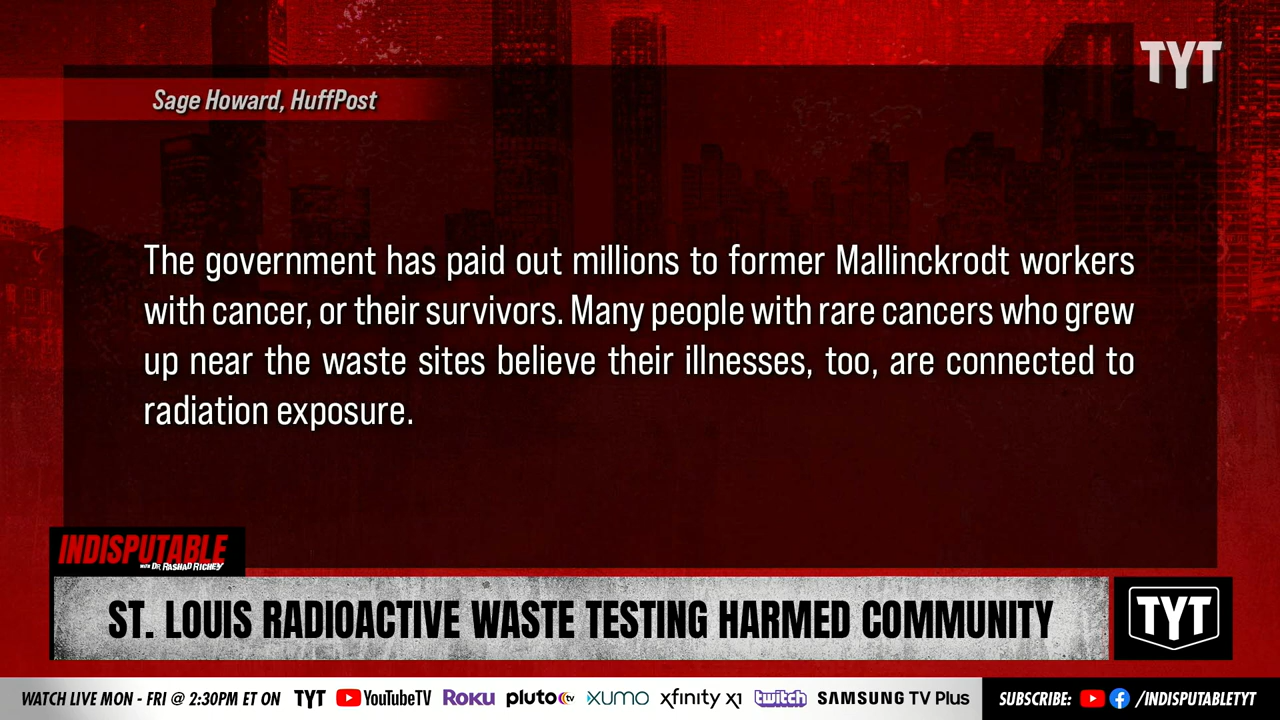 TYT
Sage Howard, HuffPost
The government has paid out millions to former Mallinckrodt workers
with cancer, or their survivors. Many people with rare cancers who grew
up near the waste sites believe their illnesses, too, are connected to
radiation exposure.
INDISPUTABLE
WITH DR. RASHAD RICHEY
ST. LOUIS RADIOACTIVE WASTE TESTING HARMED COMMUNITY
TYT
WATCH LIVE MON - FRI @ 2:30PM ET ON TYT YouTubeTV ROKU pluto tv XUMO xfinity x1 twitch SAMSUNG TV Plus SUBSCRIBE: /INDISPUTABLETYT